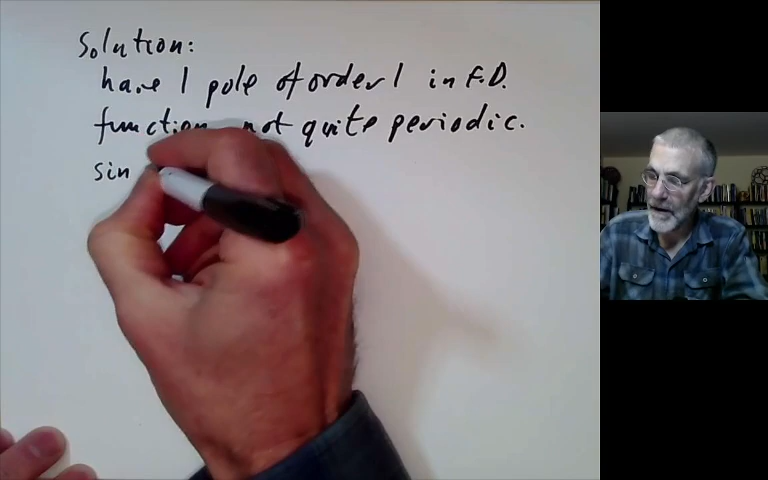 Solution:
have 1 pole of order 1 in F.D.
function not quite periodic.
sin